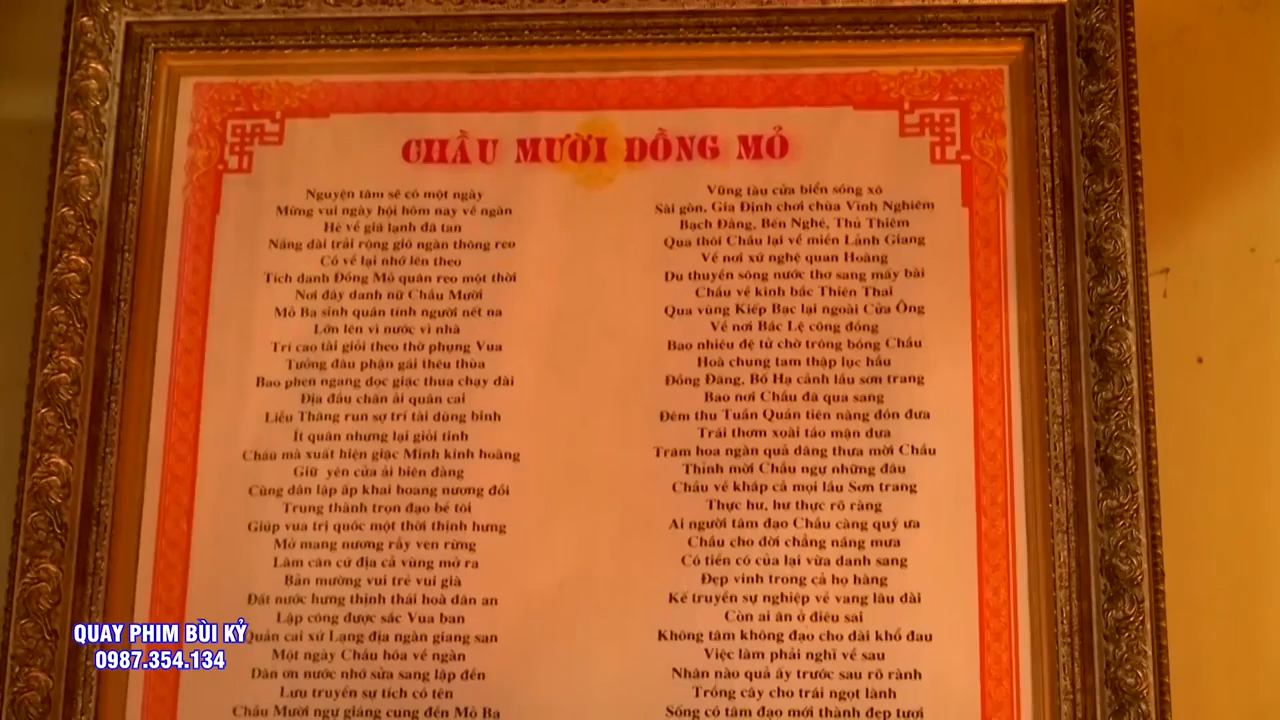 CHẦU MƯỜI ĐỒNG MỎ
Nguyện tâm sẽ có một ngày
Mừng vui ngày hội hôm nay về ngàn
Hè về giá lạnh đã tan
Nắng dài trải rộng gió ngàn thông reo
Cố về lại nhớ lên theo
Tích danh Đồng Mỏ quân reo một thời
Nơi đây danh nữ Chầu Mười
Mỏ Ba sinh quán tính người nết na
Lớn lên vì nước vì nhà
Trí cao tài giỏi theo thờ phụng Vua
Tưởng đâu phận gái thêu thùa
Bao phen ngang dọc giặc thua chạy dài
Địa đầu chân ải quân cai
Liễu Thăng run sợ trí tài dùng binh
Ít quân nhưng lại giỏi tinh
Chầu mà xuất hiện giặc Minh kinh hoàng
Giữ yên cửa ải biên đàng
Cùng dân lập ấp khai hoang nương đồi
Trung thành trọn đạo bề tôi
Giúp vua trị quốc một thời thịnh hưng
Mở mang nương rẫy ven rừng
Làm căn cứ địa cả vùng mở ra
Bản mường vui trẻ vui già
Đất nước hưng thịnh thái hoà dân an
Lập công được sắc Vua ban
Quản cai xứ Lạng địa ngàn giang san
Một ngày Chầu hóa về ngàn
Dân ơn nước nhớ sửa sang lập đền
Lưu truyền sự tích có tên
Chầu Mười ngự giáng cung đền Mỏ Ba
Vũng tàu cửa biển sóng xô
Sài gòn, Gia Định chơi chùa Vĩnh Nghiêm
Bạch Đằng, Bến Nghé, Thủ Thiêm
Qua thôi Chầu lại về miền Lảnh Giang
Về nơi xứ nghệ quan Hoàng
Du thuyền sông nước thơ sang mấy bài
Chầu về kinh bắc Thiên Thai
Qua vùng Kiếp Bạc lại ngoài Cửa Ông
Về nơi Bắc Lệ công đồng
Bao nhiêu đệ tử chờ trông bóng Chầu
Hoà chung tam thập lục hầu
Đồng Đăng, Bố Hạ cảnh lầu sơn trang
Bao nơi Chầu đã qua sang
Đêm thu Tuần Quán tiên nàng đón đưa
Trái thơm xoài táo mận dưa
Trăm hoa ngàn quả dâng thưa mời Chầu
Thỉnh mời Chầu ngự những đâu
Chầu về khắp cả mọi lầu Sơn trang
Thực hư, hư thực rõ ràng
Ai người tâm đạo Chầu càng quý ưa
Chầu cho đời chẳng nắng mưa
Có tiền có của lại vừa danh sang
Đẹp vinh trong cả họ hàng
Kế truyền sự nghiệp vẻ vang lâu dài
Còn ai ăn ở điêu sai
Không tâm không đạo cho dài khổ đau
Việc làm phải nghĩ về sau
Nhân nào quả ấy trước sau rõ rành
Trồng cây cho trái ngọt lành
Sống có tâm đạo mới thành đẹp tươi
QUAY PHIM BÙI KỶ
0987.354.134